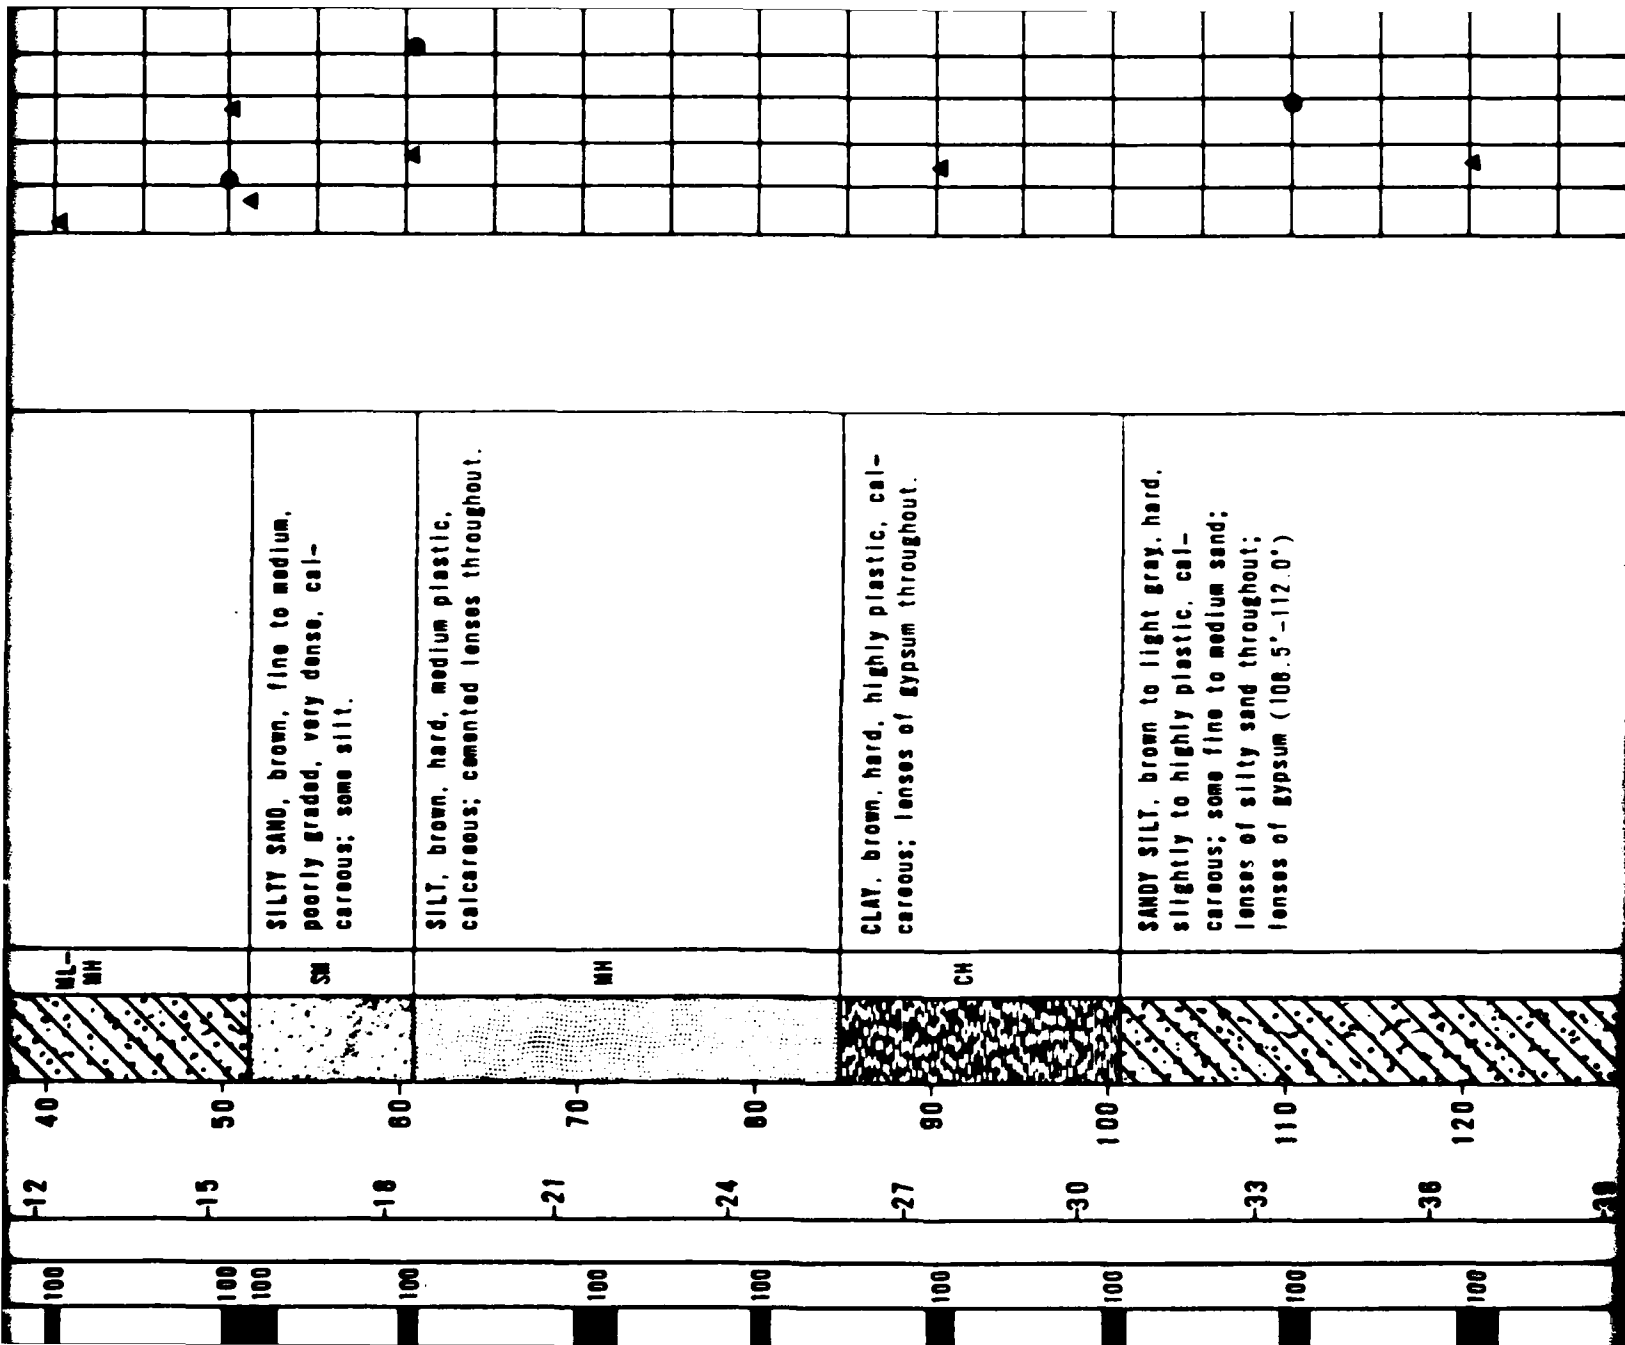 100
100
100
100
100
100
100
100
100
100
-12
-15
-18
-21
-24
-27
-30
-33
-36
-39
40
50
60
70
80
90
100
110
120
ML-
MH
SM
MH
CH
SILTY SAND, brown, fine to medium,
poorly graded, very dense, cal-
careous; some silt.
SILT, brown, hard, medium plastic,
calcareous; cemented lenses throughout.
CLAY, brown, hard, highly plastic, cal-
careous; lenses of gypsum throughout.
SANDY SILT, brown to light gray, hard,
slightly to highly plastic, cal-
careous; some fine to medium sand;
lenses of silty sand throughout;
lenses of gypsum (108.5'-112.0')